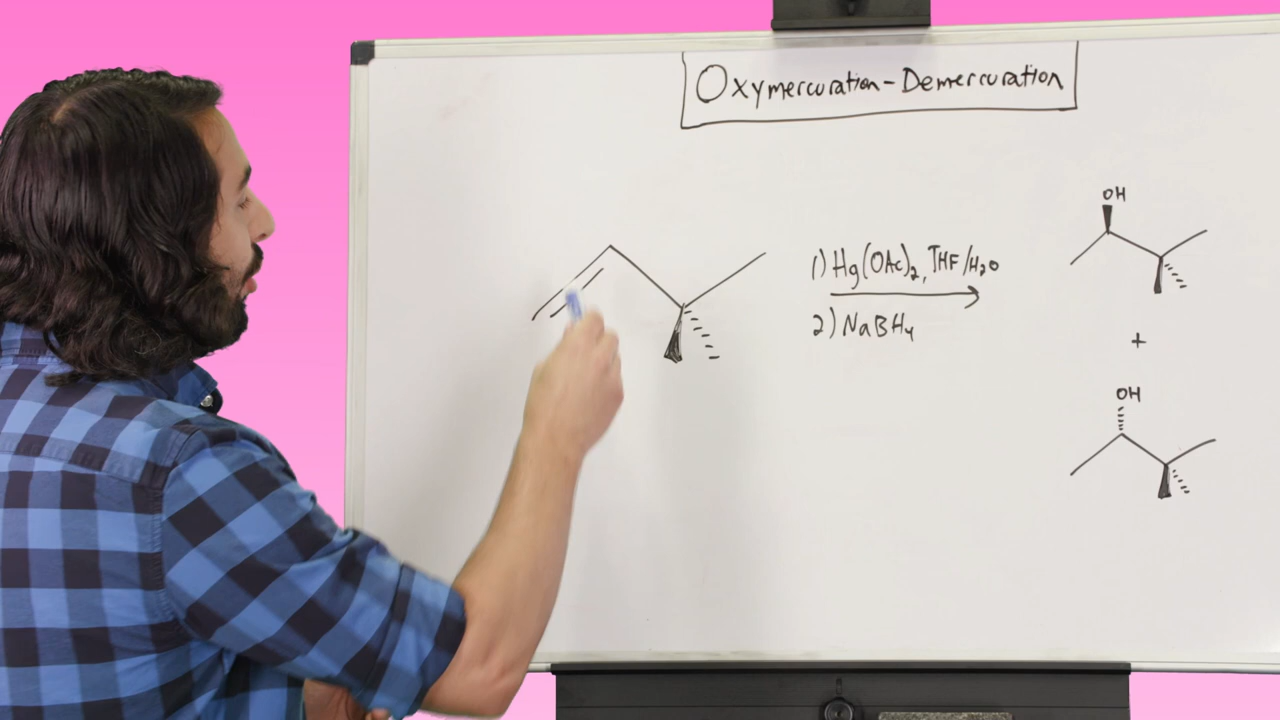 Oxymercuration-Demercuration
1) Hg(OAc)₂, THF/H₂O
2) NaBH₄
OH
+
OH